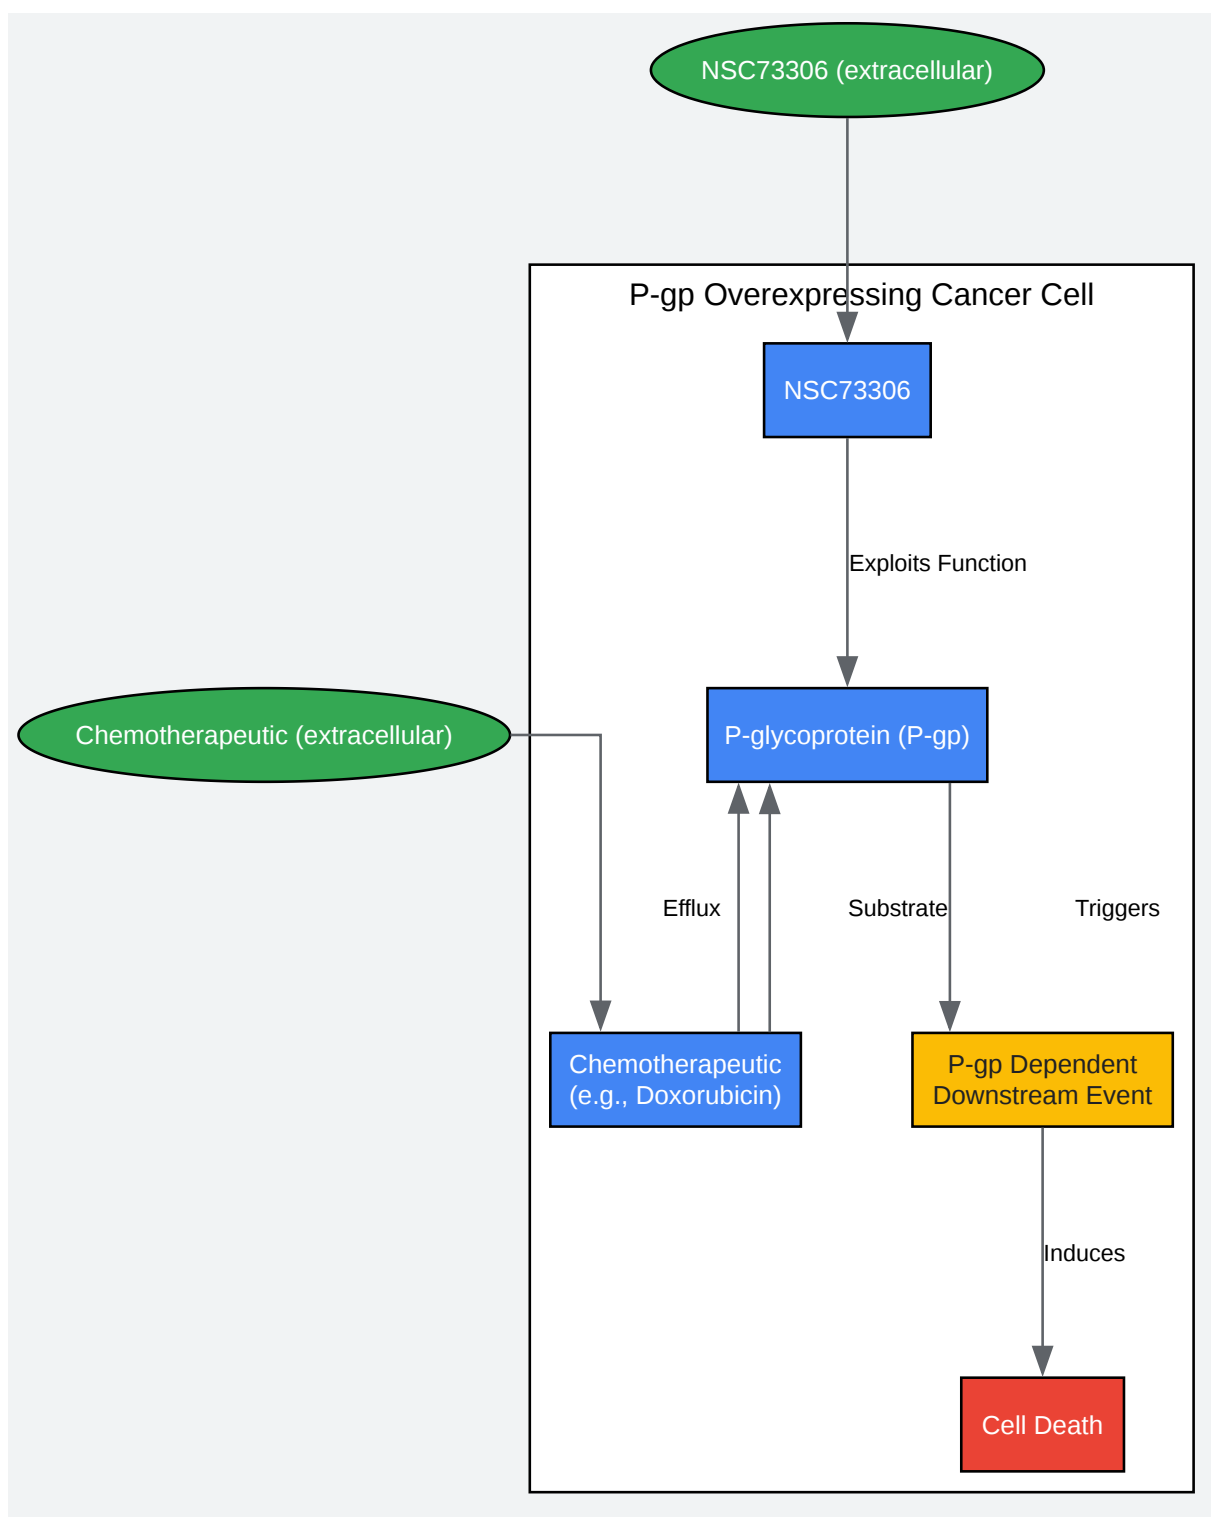 NSC73306 (extracellular)
P-gp Overexpressing Cancer Cell
NSC73306
Exploits Function
Chemotherapeutic (extracellular)
P-glycoprotein (P-gp)
Efflux
Substrate
Triggers
Chemotherapeutic
(e.g., Doxorubicin)
P-gp Dependent
Downstream Event
Induces
Cell Death